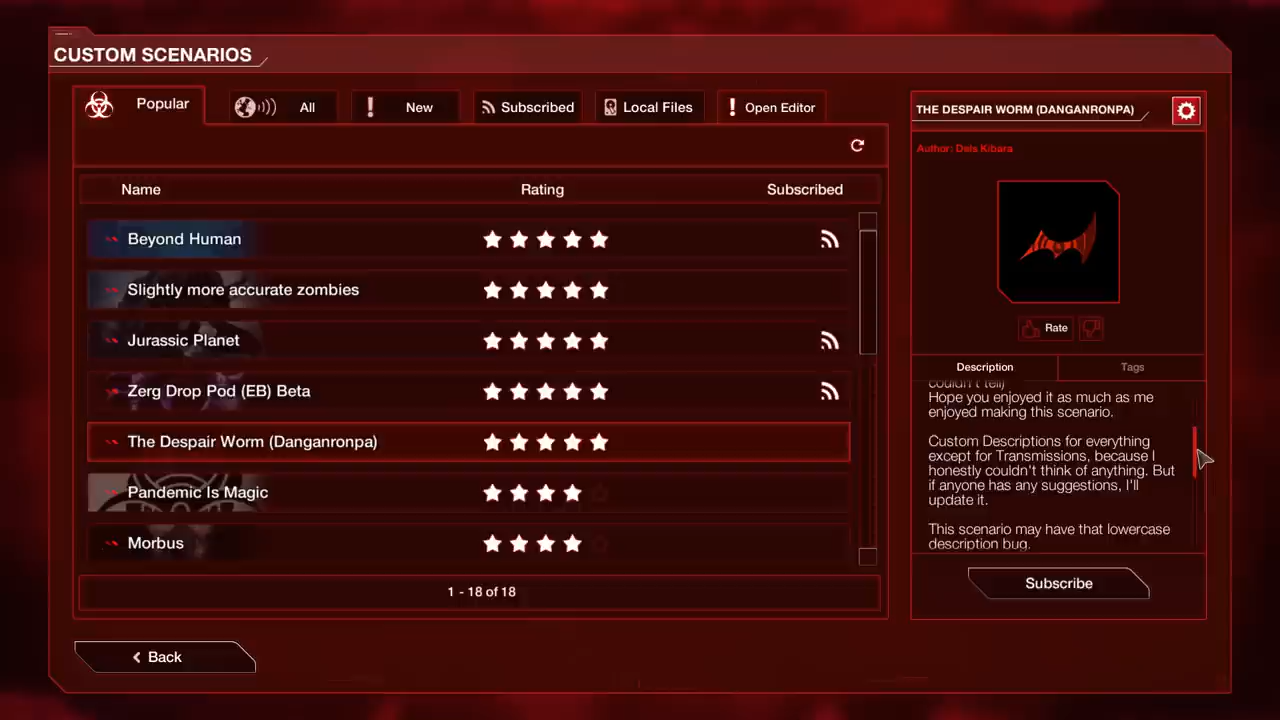 CUSTOM SCENARIOS
Popular
All
New
Subscribed
Local Files
Open Editor
Name Rating Subscribed
Beyond Human
Slightly more accurate zombies
Jurassic Planet
Zerg Drop Pod (EB) Beta
The Despair Worm (Danganronpa)
Pandemic Is Magic
Morbus
1 - 18 of 18
Back
THE DESPAIR WORM (DANGANRONPA)
Author: Dels Kibara
Rate
Description
Tags
couldn't tell)
Hope you enjoyed it as much as me
enjoyed making this scenario.
Custom Descriptions for everything
except for Transmissions, because I
honestly couldn't think of anything. But
if anyone has any suggestions, I'll
update it.
This scenario may have that lowercase
description bug.
Subscribe